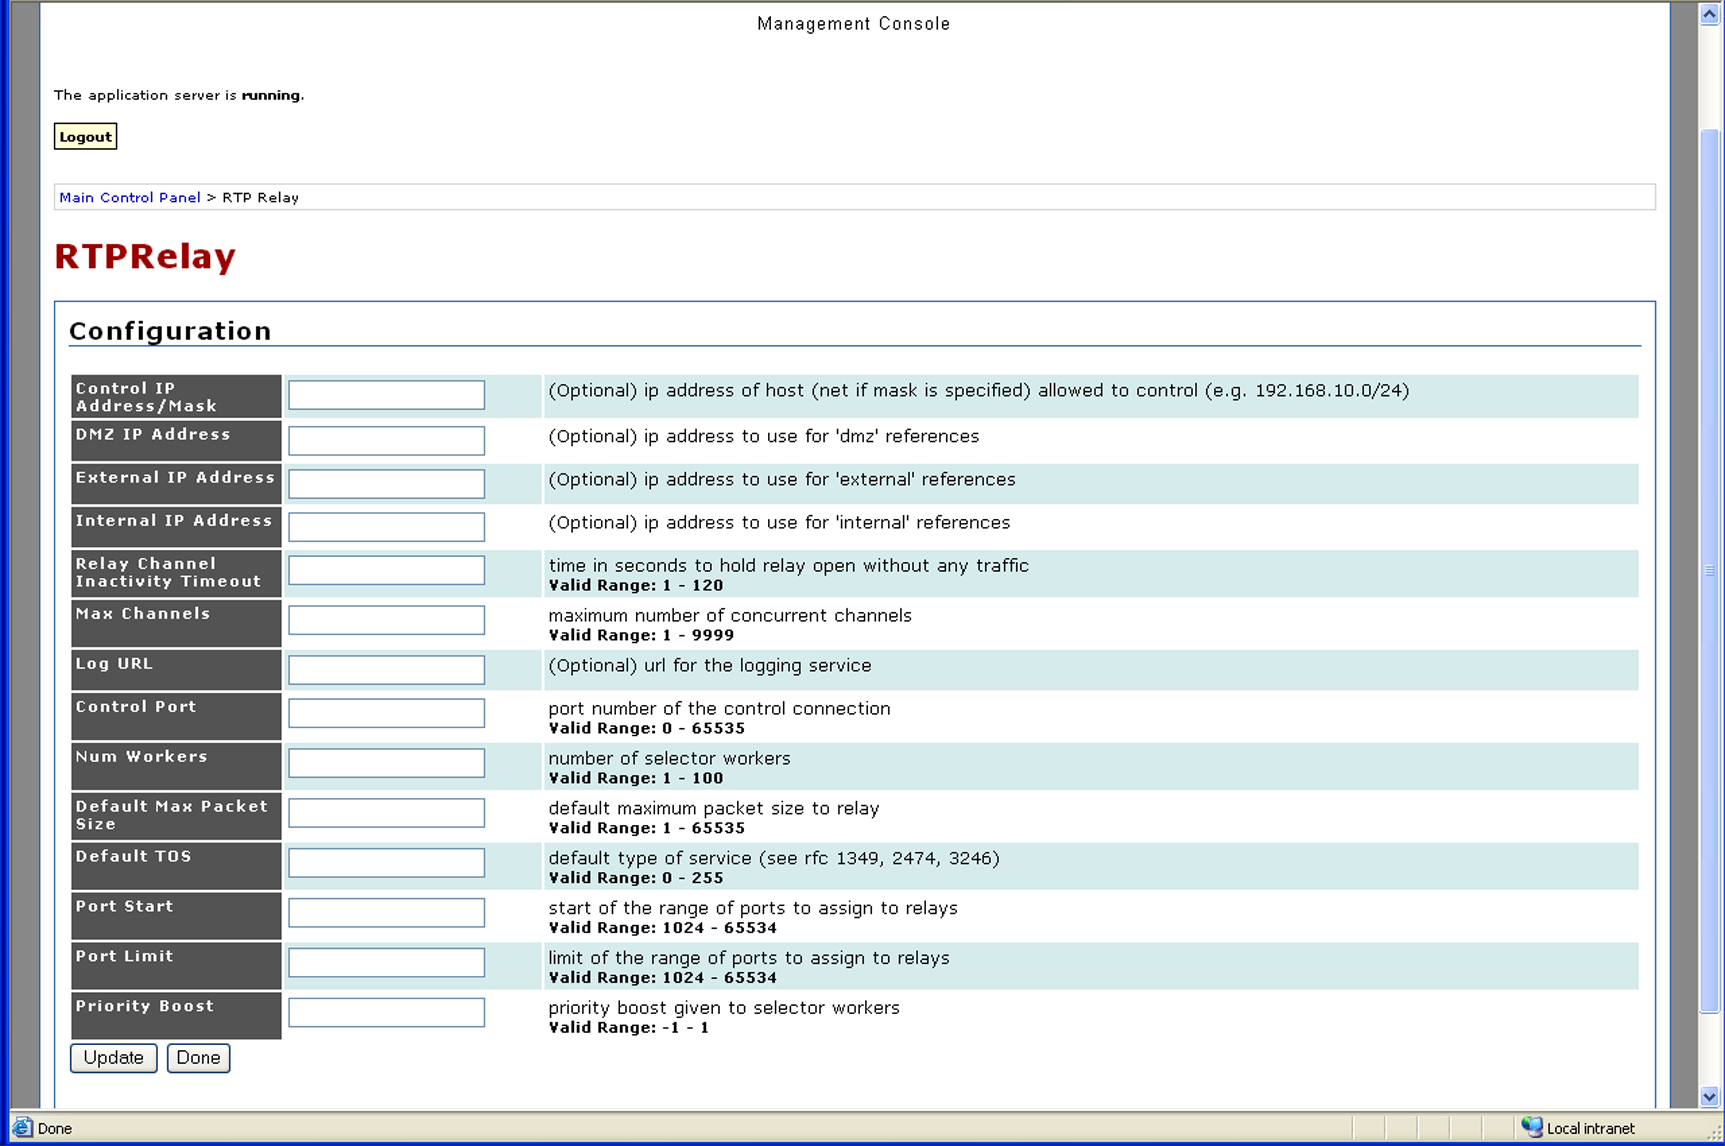 Management Console
The application server is running.
Logout
Main Control Panel > RTP Relay
RTPRelay
Configuration
Control IP
Address/Mask
(Optional) ip address of host (net if mask is specified) allowed to control (e.g. 192.168.10.0/24)
DMZ IP Address
(Optional) ip address to use for 'dmz' references
External IP Address
(Optional) ip address to use for 'external' references
Internal IP Address
(Optional) ip address to use for 'internal' references
Relay Channel
Inactivity Timeout
time in seconds to hold relay open without any traffic
Valid Range: 1 - 120
Max Channels
maximum number of concurrent channels
Valid Range: 1 - 9999
Log URL
(Optional) url for the logging service
Control Port
port number of the control connection
Valid Range: 0 - 65535
Num Workers
number of selector workers
Valid Range: 1 - 100
Default Max Packet
Size
default maximum packet size to relay
Valid Range: 1 - 65535
Default TOS
default type of service (see rfc 1349, 2474, 3246)
Valid Range: 0 - 255
Port Start
start of the range of ports to assign to relays
Valid Range: 1024 - 65534
Port Limit
limit of the range of ports to assign to relays
Valid Range: 1024 - 65534
Priority Boost
priority boost given to selector workers
Valid Range: -1 - 1
Update Done
Done
Local intranet